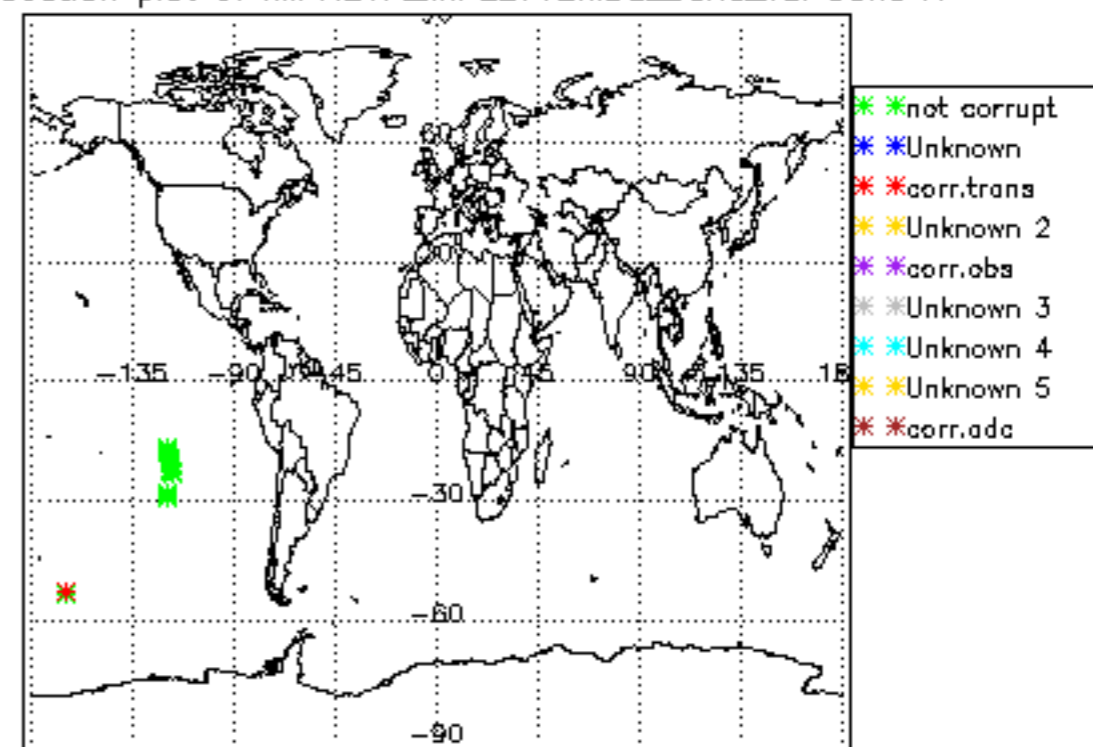 60
-135
-90
45
0
45
90
135
-30
-60
-90
not corrupt
Unknown
corr.trans
Unknown 2
corr.obs
Unknown 3
Unknown 4
Unknown 5
corr.adc